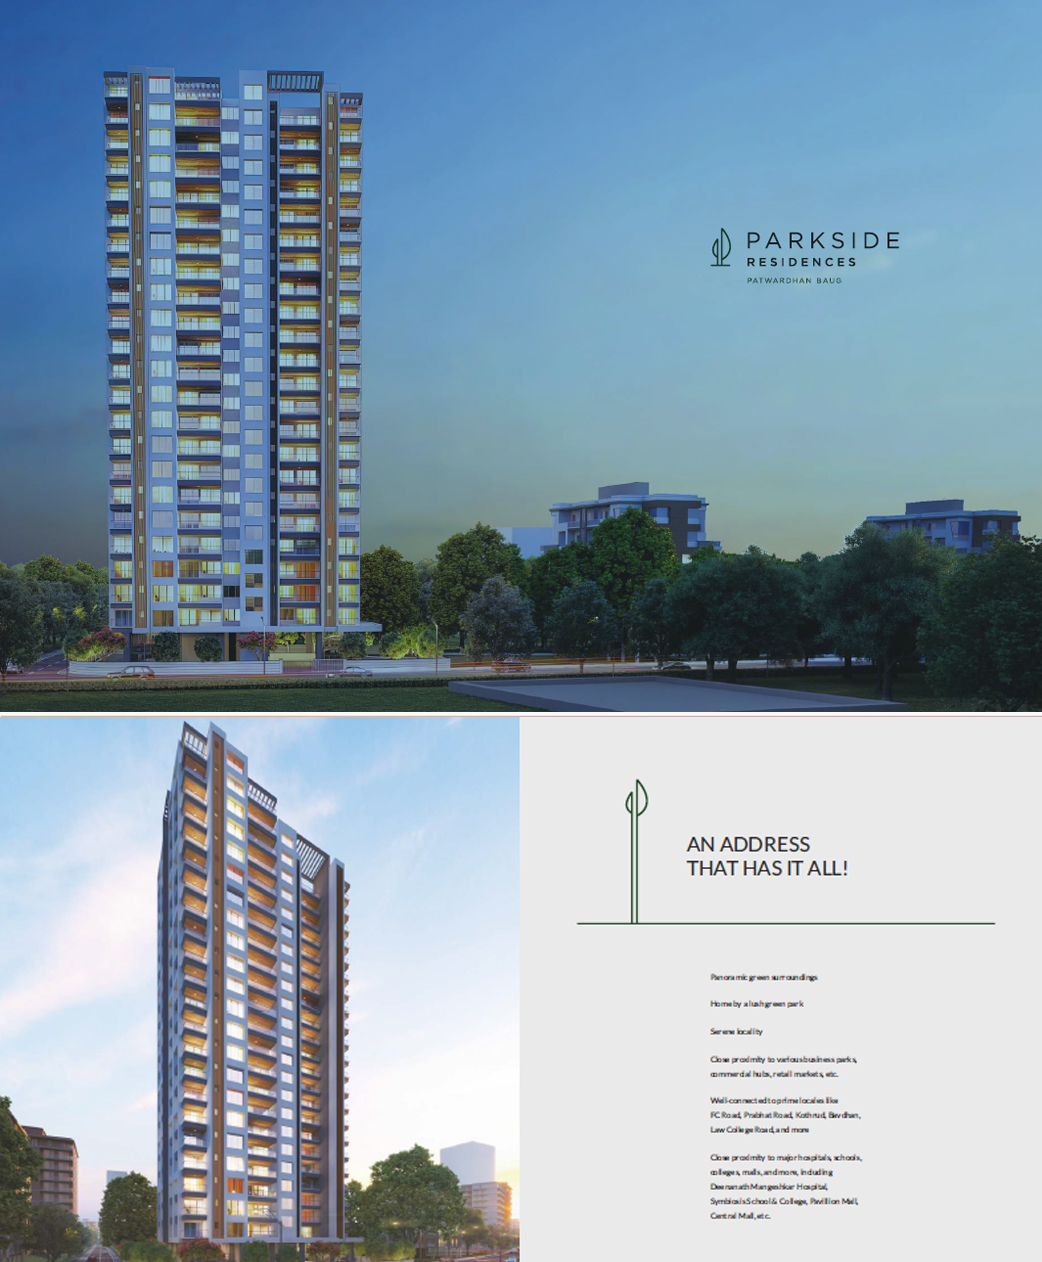 PARKSIDE
RESIDENCES
PATWARDHAN BAUG
AN ADDRESS
THAT HAS IT ALL!
Panoramic green surroundings
Home by a lush green park
Serene locality
Close proximity to various business parks,
commercial hubs, retail markets, etc.
Well-connected to prime locales like
FC Road, Prabhat Road, Kothrud, Bavdhan,
Law College Road, and more
Close proximity to major hospitals, schools,
colleges, malls, and more, including
Deenanath Mangeshkar Hospital,
Symbiosis School & College, Pavillion Mall,
Central Mall, etc.